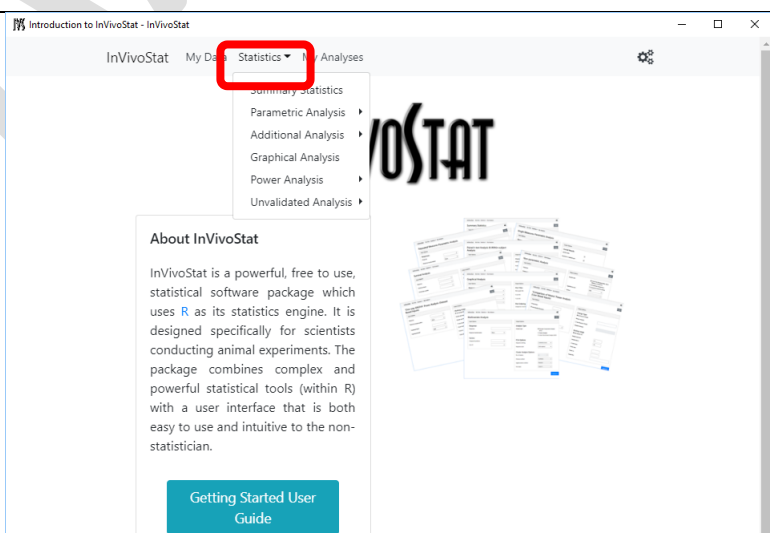 Introduction to InVivoStat - InVivoStat
InVivoStat My Data Statistics My Analyses
Summary Statistics
Parametric Analysis
Additional Analysis
Graphical Analysis
Power Analysis
Unvalidated Analysis
About InVivoStat
InVivoStat is a powerful, free to use,
statistical software package which
uses R as its statistics engine. It is
designed specifically for scientists
conducting animal experiments. The
package combines complex and
powerful statistical tools (within R)
with a user interface that is both
easy to use and intuitive to the non-
statistician.
Getting Started User
Guide